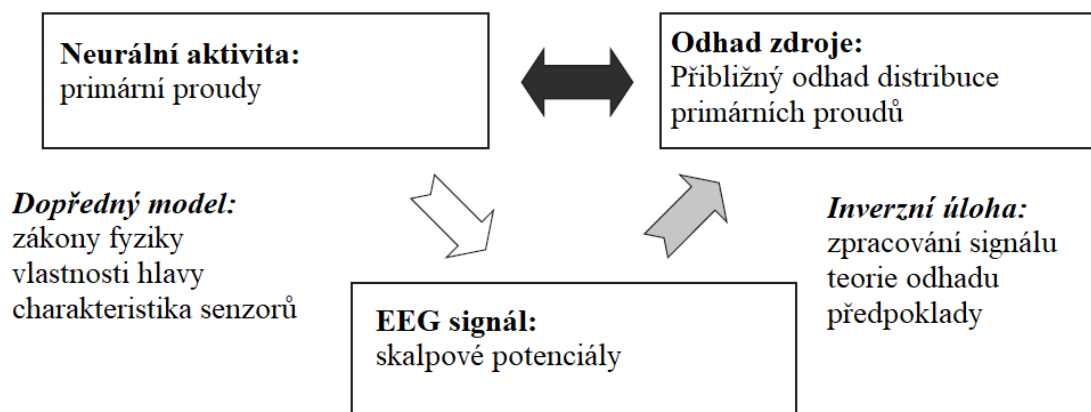 Neurální aktivita:
primární proudy
Odhad zdroje:
Přibližný odhad distribuce
primárních proudů
Dopředný model:
zákony fyziky
vlastnosti hlavy
charakteristika senzorů
Inverzní úloha:
zpracování signálu
teorie odhadu
předpoklady
EEG signál:
skalpové potenciály